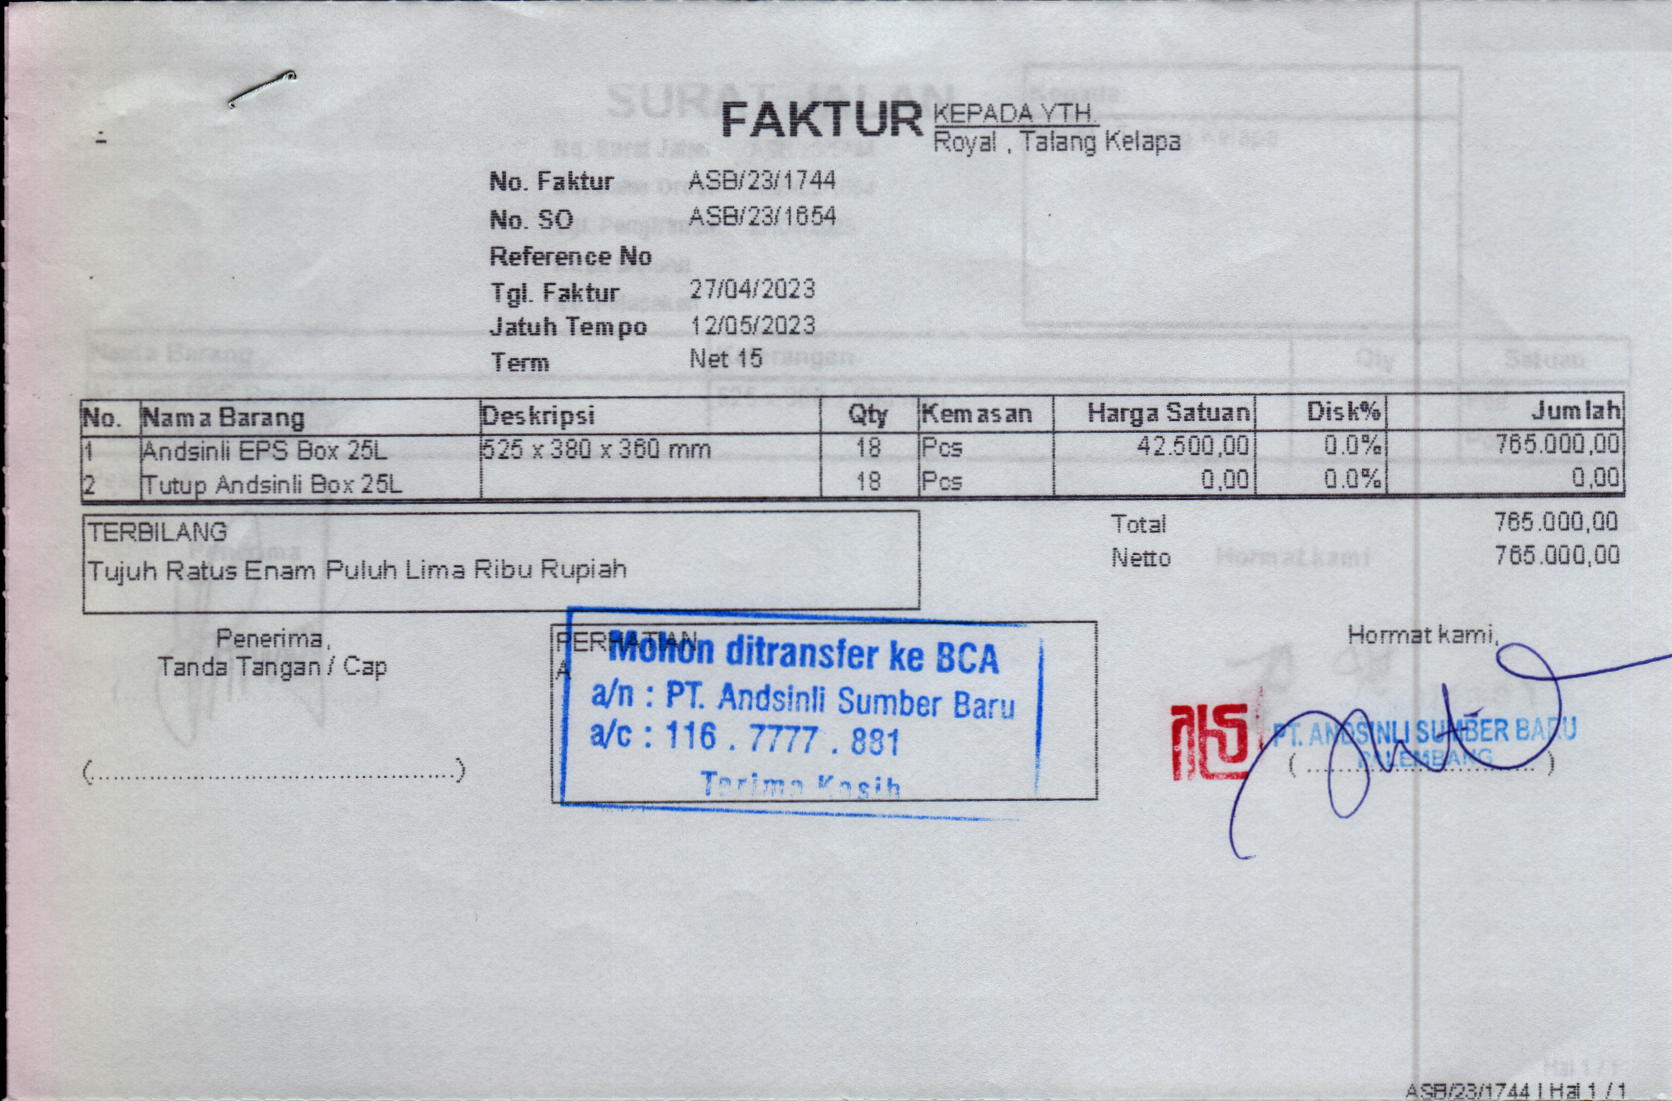 FAKTUR
KEPADA YTH.
Royal , Talang Kelapa
No. Faktur ASB/23/1744
No. SO ASB/23/1654
Reference No
Tgl. Faktur 27/04/2023
Jatuh Tempo 12/05/2023
Term Net 15
No. Nama Barang Deskripsi Qty Kemasan Harga Satuan Disk% Jumlah
1 Andsinli EPS Box 25L 525 x 380 x 360 mm 18 Pcs 42.500,00 0.0% 765.000,00
2 Tutup Andsinli Box 25L 18 Pcs 0,00 0.0% 0,00
TERBILANG
Tujuh Ratus Enam Puluh Lima Ribu Rupiah
Total 765.000,00
Netto 765.000,00
Penerima,
Tanda Tangan / Cap
(..............................................)
PERHATIAN
A
Mohon ditransfer ke BCA
a/n : PT. Andsinli Sumber Baru
a/c : 116 . 7777 . 881
Terima Kasih
Hormat kami,
PT. ANDSINLI SUMBER BARU
PALEMBANG
( ............................. )
ASB/23/1744 | Hal 1 / 1